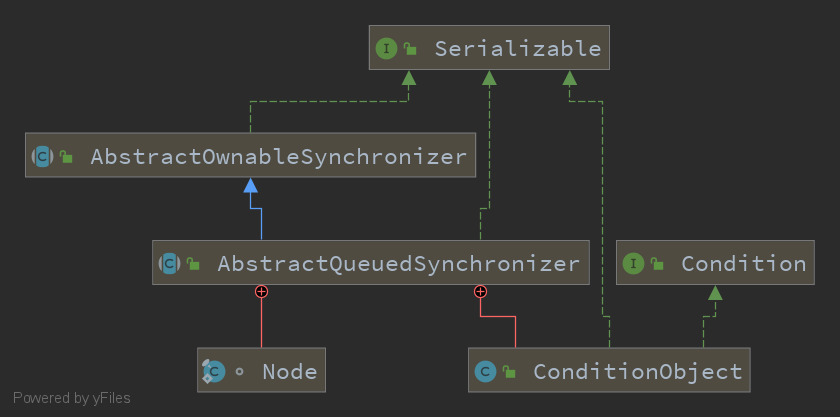 Serializable
AbstractOwnableSynchronizer
AbstractQueuedSynchronizer
Condition
Node
ConditionObject
Powered by yFiles